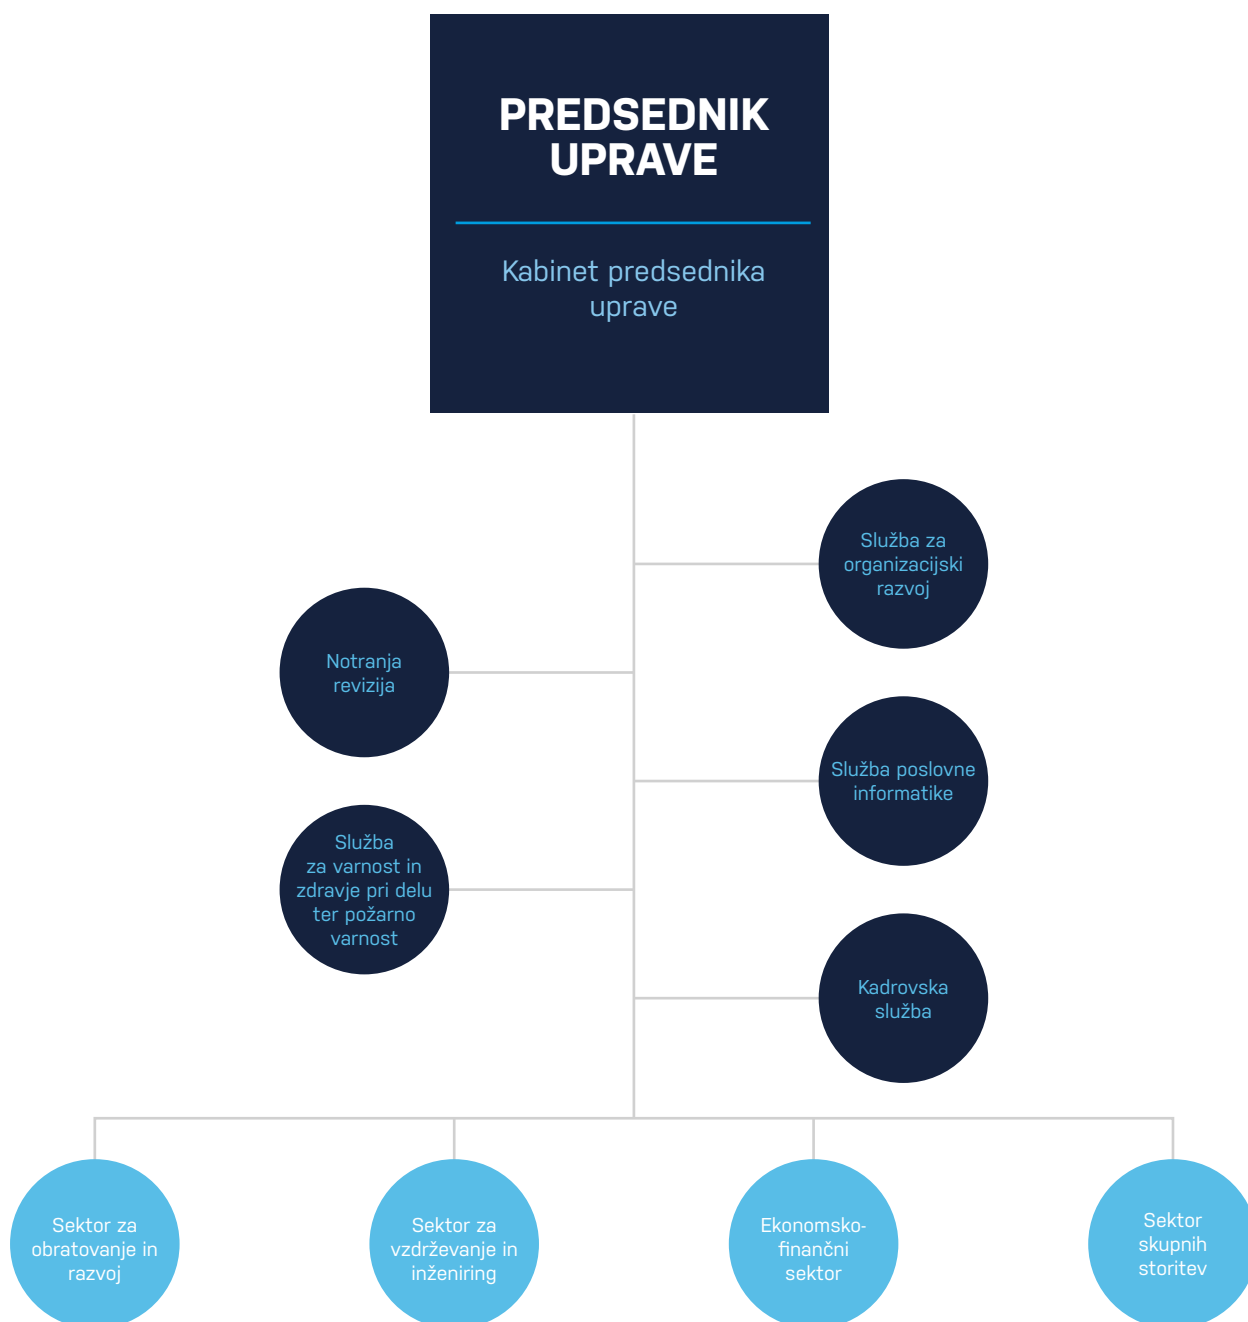 PREDSEDNIK
UPRAVE
Kabinet predsednika
uprave
Služba za
organizacijski
razvoj
Notranja
revizija
Služba poslovne
informatike
Služba
za varnost in
zdravje pri delu
ter požarno
varnost
Kadrovska
služba
Sektor za
obratovanje in
razvoj
Sektor za
vzdrževanje in
inženiring
Ekonomsko-
finančni
sektor
Sektor
skupnih
storitev